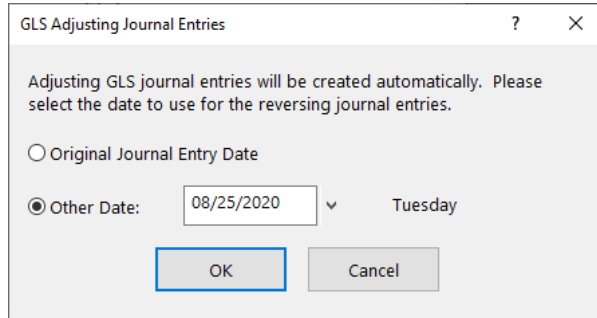 GLS Adjusting Journal Entries ?
Adjusting GLS journal entries will be created automatically. Please
select the date to use for the reversing journal entries.
Original Journal Entry Date
Other Date: 08/25/2020 Tuesday
OK Cancel